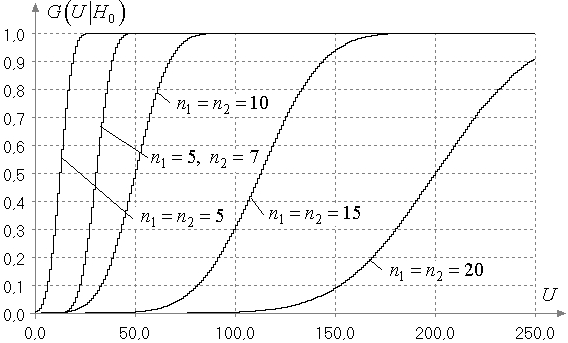 G(U|H₀)
1.0
0.9
0.8
0.7
0.6
0.5
0.4
0.3
0.2
0.1
0.0
n₁ = n₂ = 10
n₁ = 5, n₂ = 7
n₁ = n₂ = 5
n₁ = n₂ = 15
n₁ = n₂ = 20
U
0,0 50,0 100,0 150,0 200,0 250,0